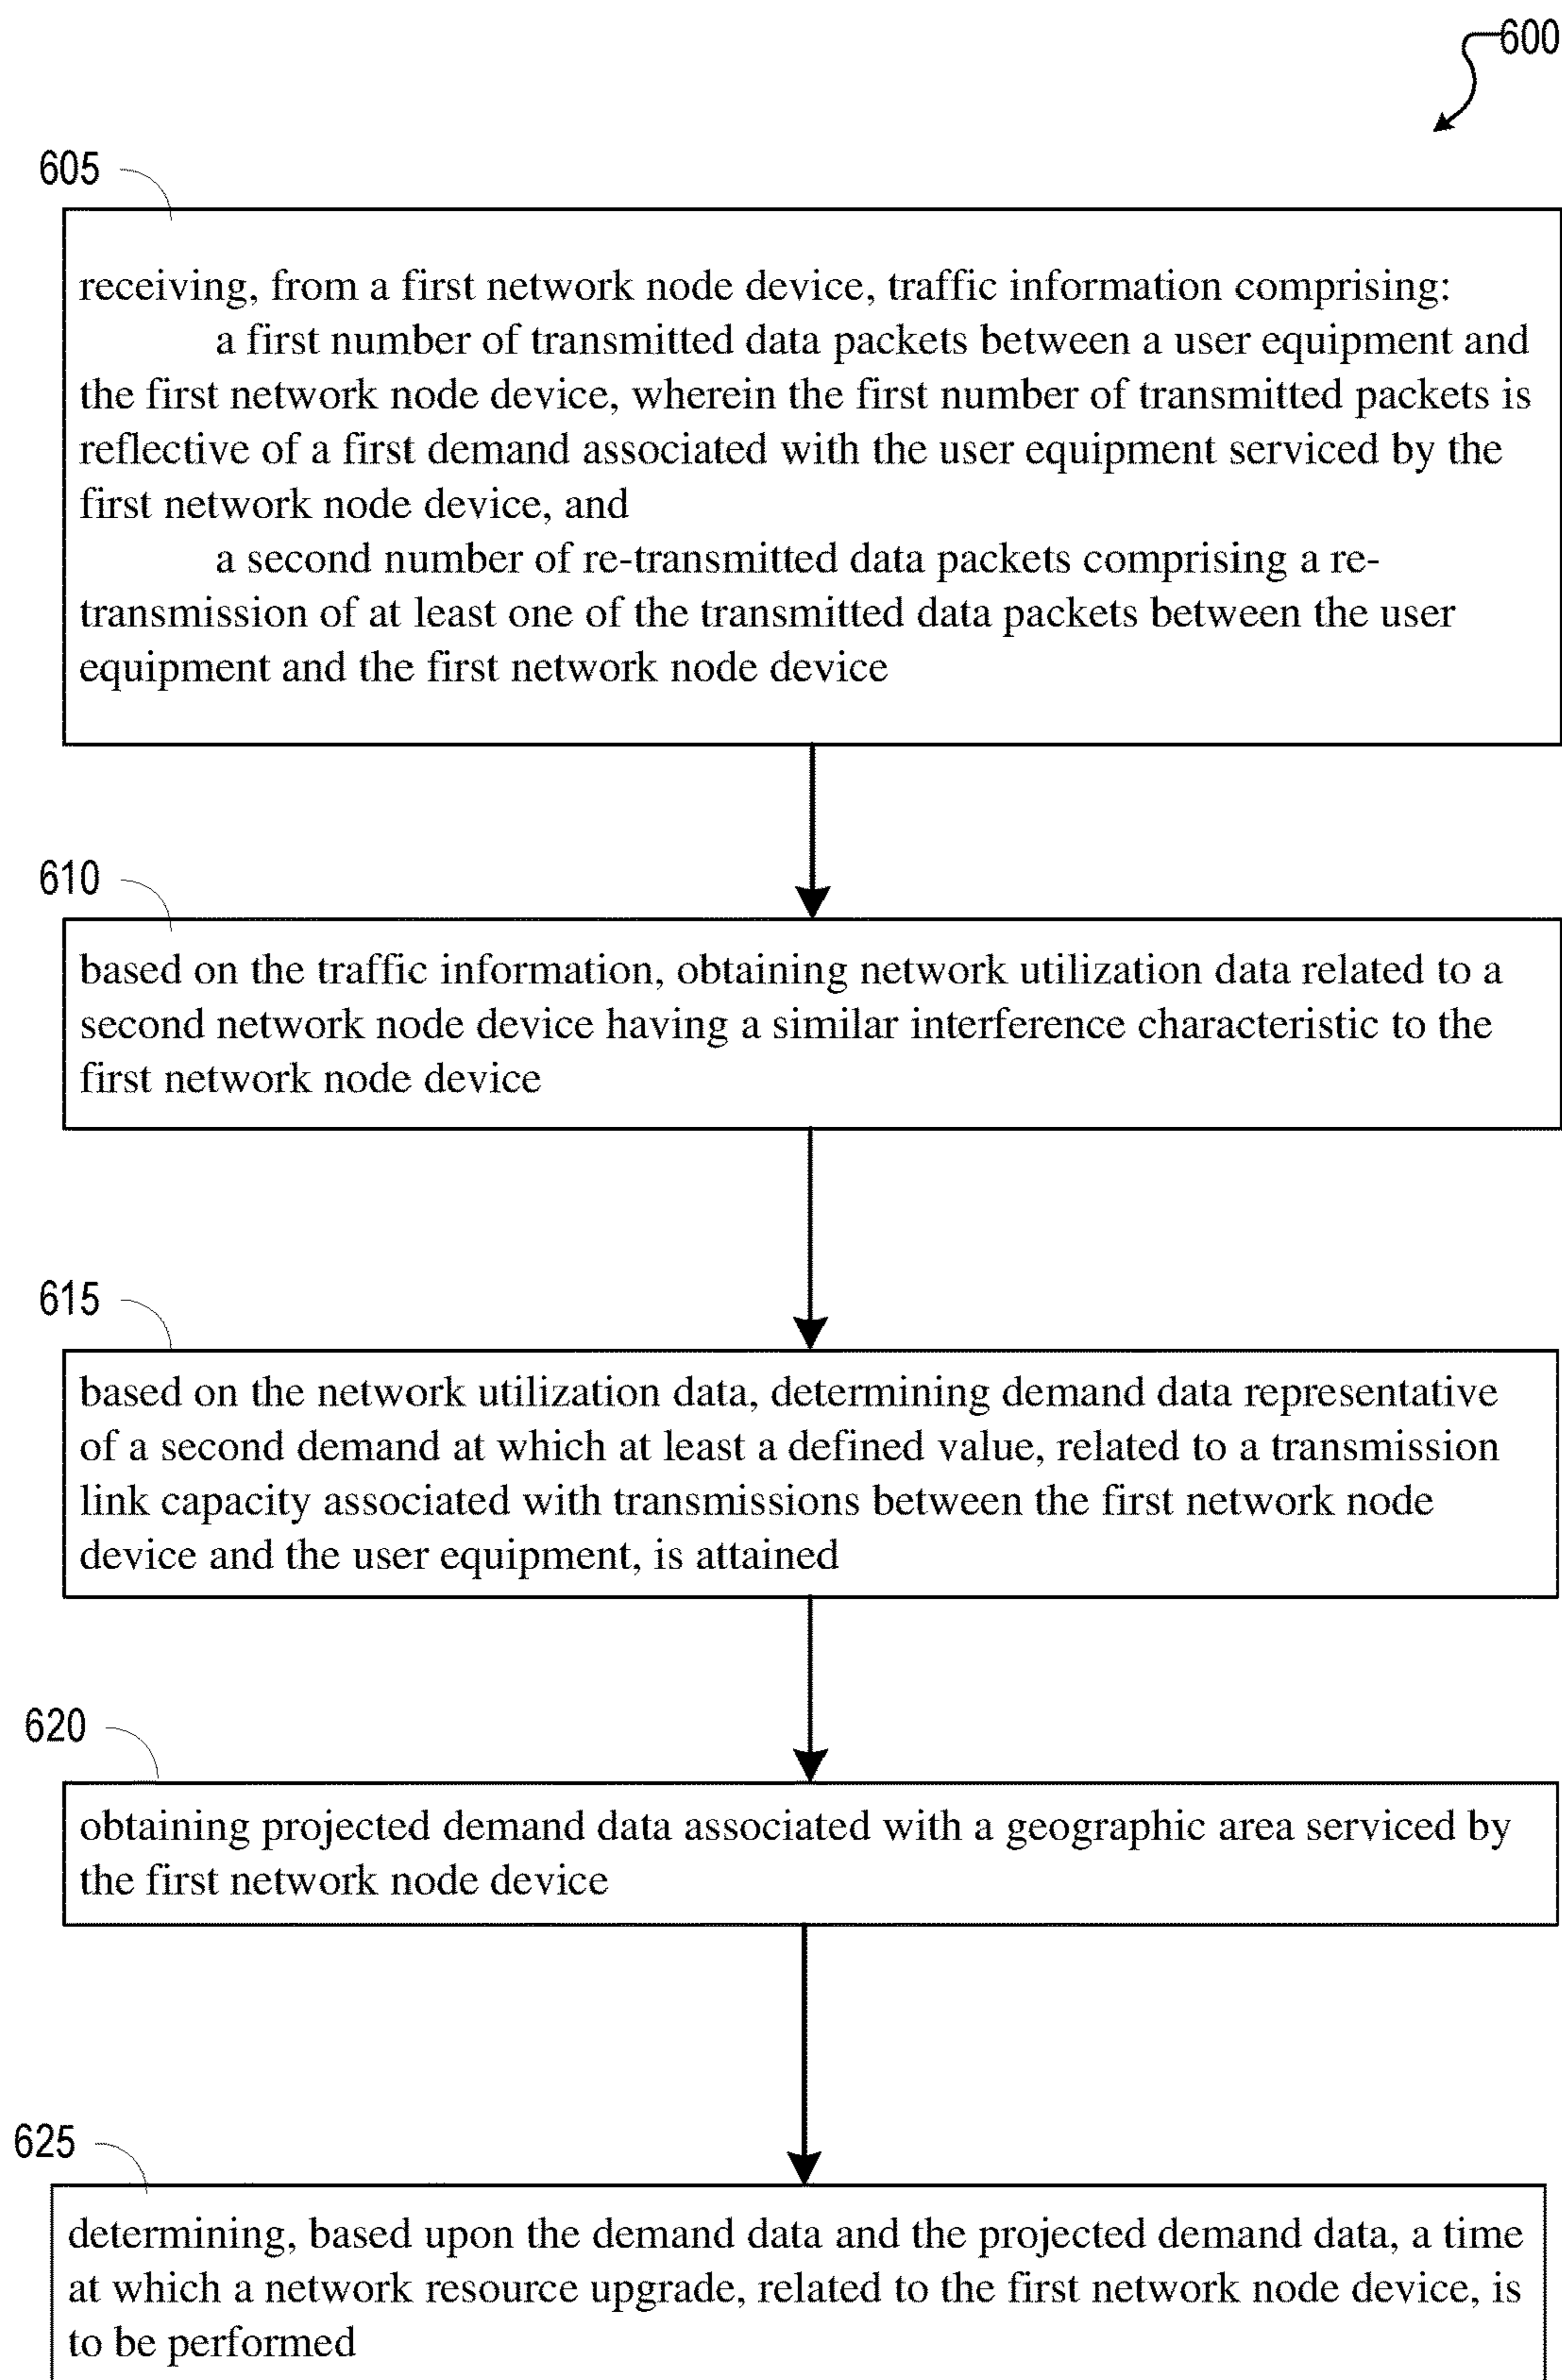 600
605
receiving, from a first network node device, traffic information comprising:
a first number of transmitted data packets between a user equipment and
the first network node device, wherein the first number of transmitted packets is
reflective of a first demand associated with the user equipment serviced by the
first network node device, and
a second number of re-transmitted data packets comprising a re-
transmission of at least one of the transmitted data packets between the user
equipment and the first network node device
610
based on the traffic information, obtaining network utilization data related to a
second network node device having a similar interference characteristic to the
first network node device
615
based on the network utilization data, determining demand data representative
of a second demand at which at least a defined value, related to a transmission
link capacity associated with transmissions between the first network node
device and the user equipment, is attained
620
obtaining projected demand data associated with a geographic area serviced by
the first network node device
625
determining, based upon the demand data and the projected demand data, a time
at which a network resource upgrade, related to the first network node device, is
to be performed